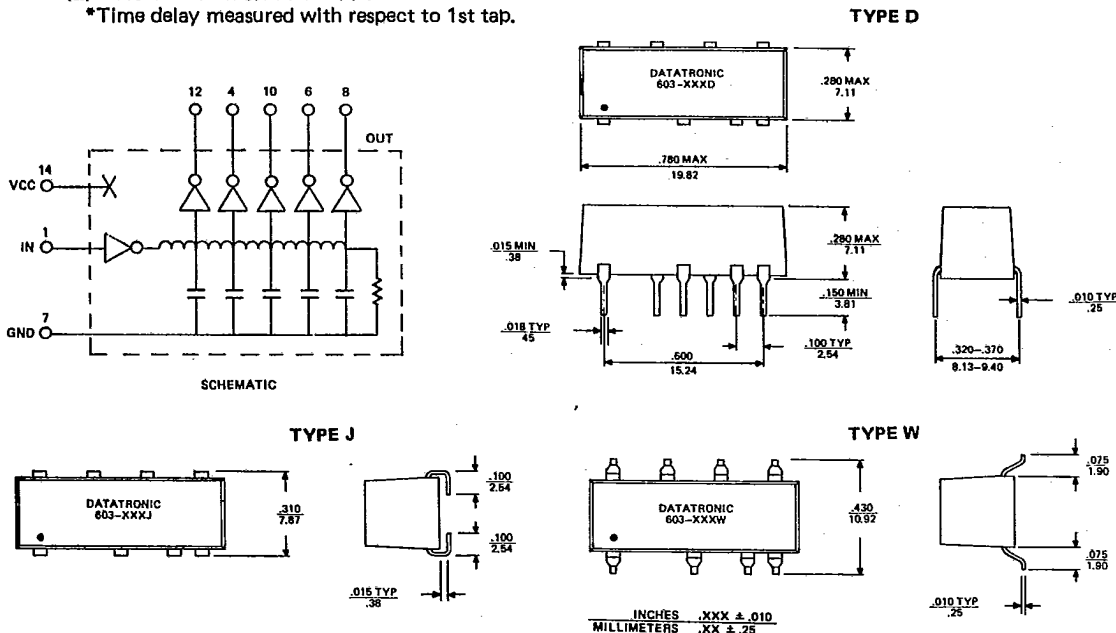 *Time delay measured with respect to 1st tap.
12 4 10 6 8
OUT
14
VCC
1
IN
7
GND
SCHEMATIC
TYPE D
DATATRONIC
603-XXXD
.280 MAX
7.11
.780 MAX
19.82
.015 MIN
.38
.280 MAX
7.11
.150 MIN
3.81
.018 TYP
45
.100 TYP
2.54
.600
15.24
.010 TYP
.25
.320-.370
8.13-9.40
TYPE J
DATATRONIC
603-XXXJ
.310
7.87
.100
2.54
.100
2.54
.015 TYP
.38
TYPE W
DATATRONIC
603-XXXW
.430
10.92
.075
1.90
.075
1.90
.010 TYP
.25
INCHES .XXX ± .010
MILLIMETERS .XX ± .25